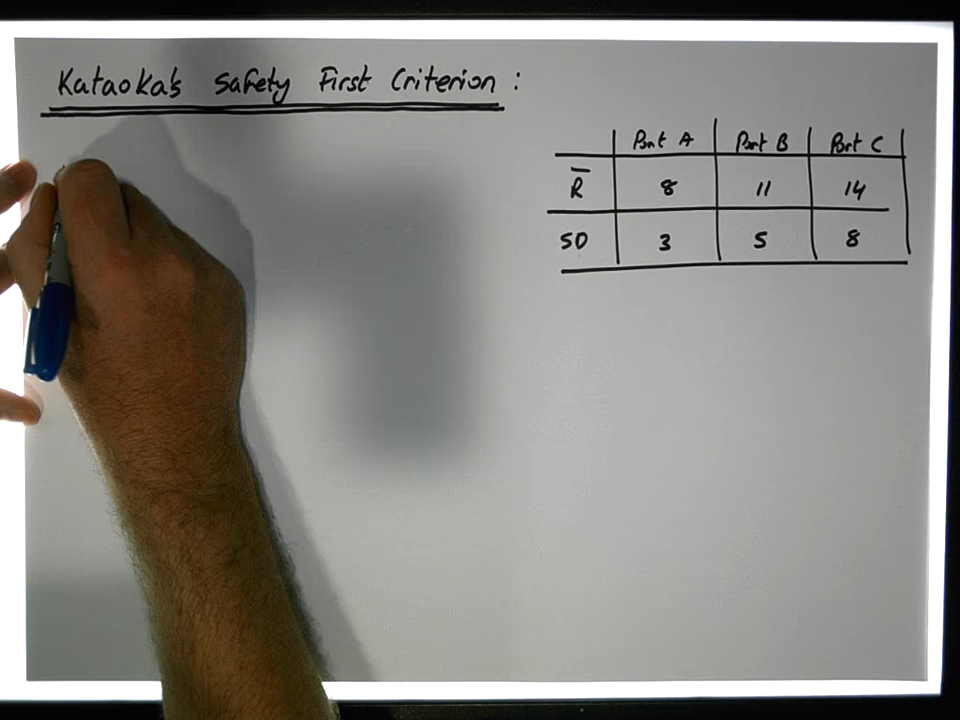 Kataoka's Safety First Criterion :
Port A Port B Port C
R̅ 8 11 14
SD 3 5 8